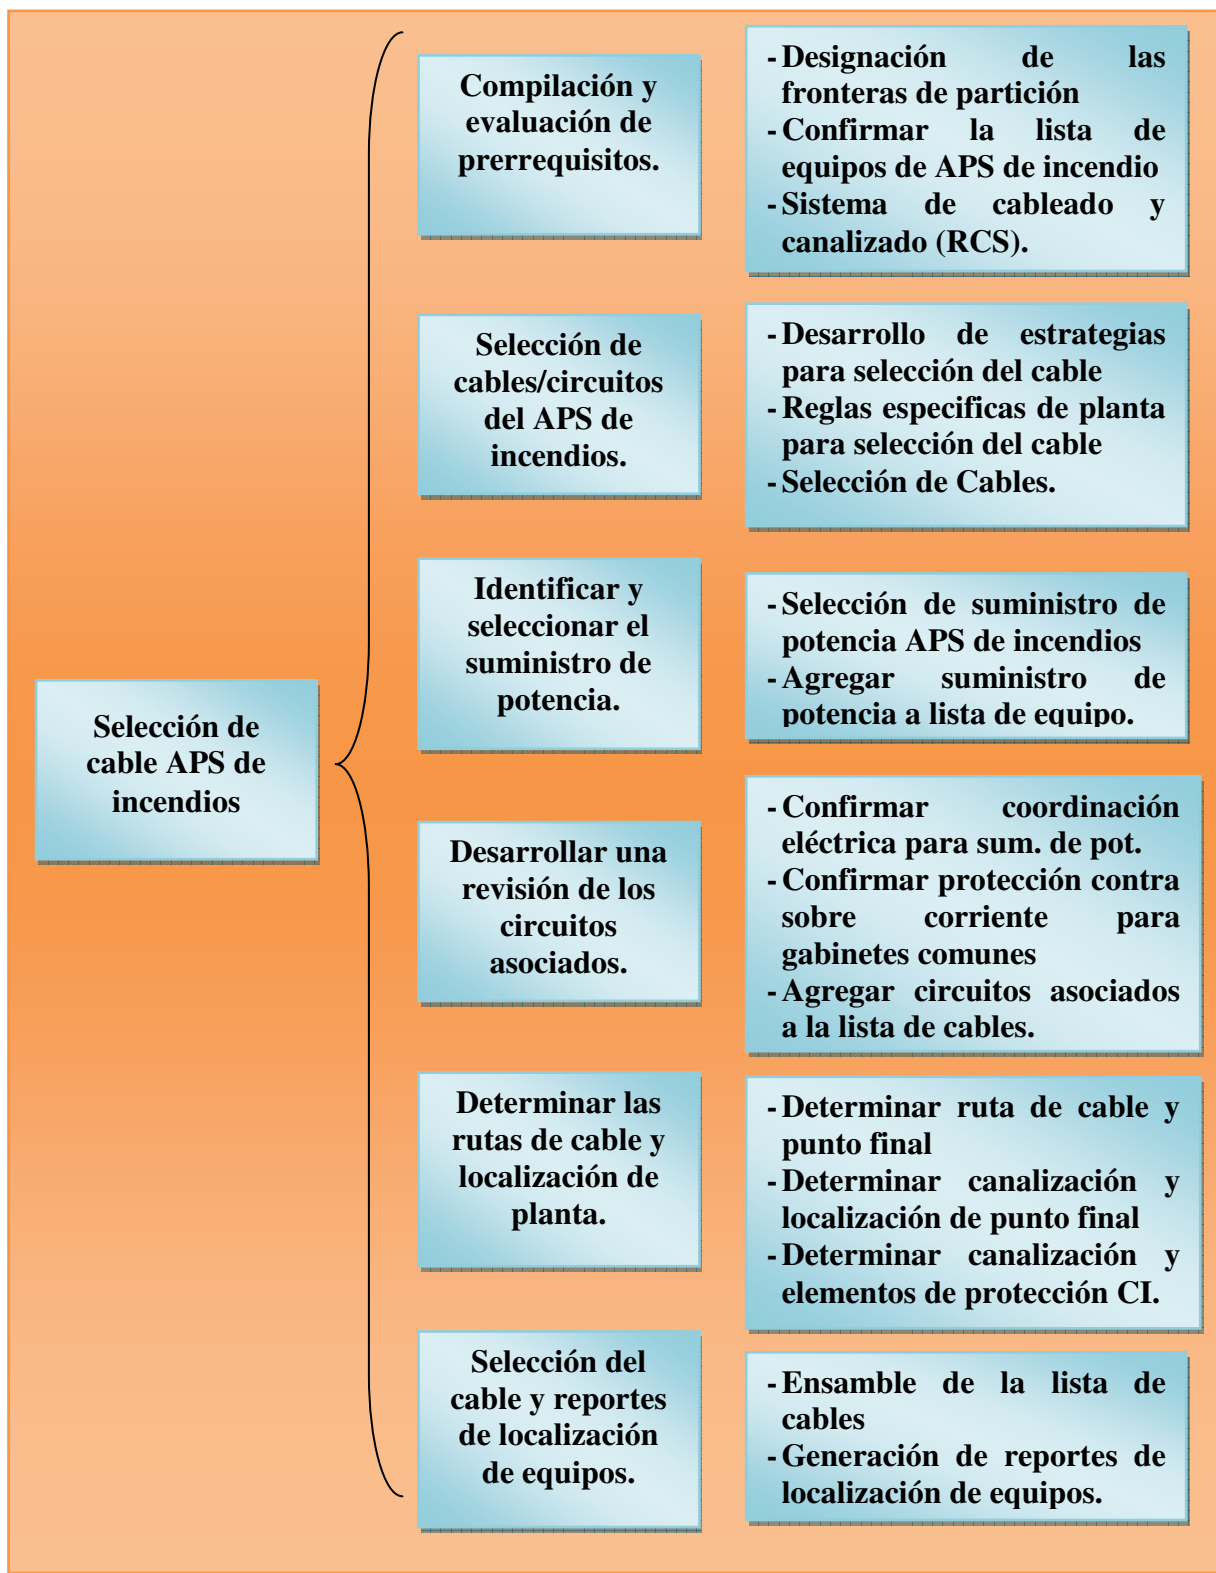 Selección de
cable APS de
incendios
Compilación y
evaluación de
prerrequisitos.
- Designación de las
fronteras de partición
- Confirmar la lista de
equipos de APS de incendio
- Sistema de cableado y
canalizado (RCS).
Selección de
cables/circuitos
del APS de
incendios.
- Desarrollo de estrategias
para selección del cable
- Reglas especificas de planta
para selección del cable
- Selección de Cables.
Identificar y
seleccionar el
suministro de
potencia.
- Selección de suministro de
potencia APS de incendios
- Agregar suministro de
potencia a lista de equipo.
Desarrollar una
revisión de los
circuitos
asociados.
- Confirmar coordinación
eléctrica para sum. de pot.
- Confirmar protección contra
sobre corriente para
gabinetes comunes
- Agregar circuitos asociados
a la lista de cables.
Determinar las
rutas de cable y
localización de
planta.
- Determinar ruta de cable y
punto final
- Determinar canalización y
localización de punto final
- Determinar canalización y
elementos de protección CI.
Selección del
cable y reportes
de localización
de equipos.
- Ensamble de la lista de
cables
- Generación de reportes de
localización de equipos.